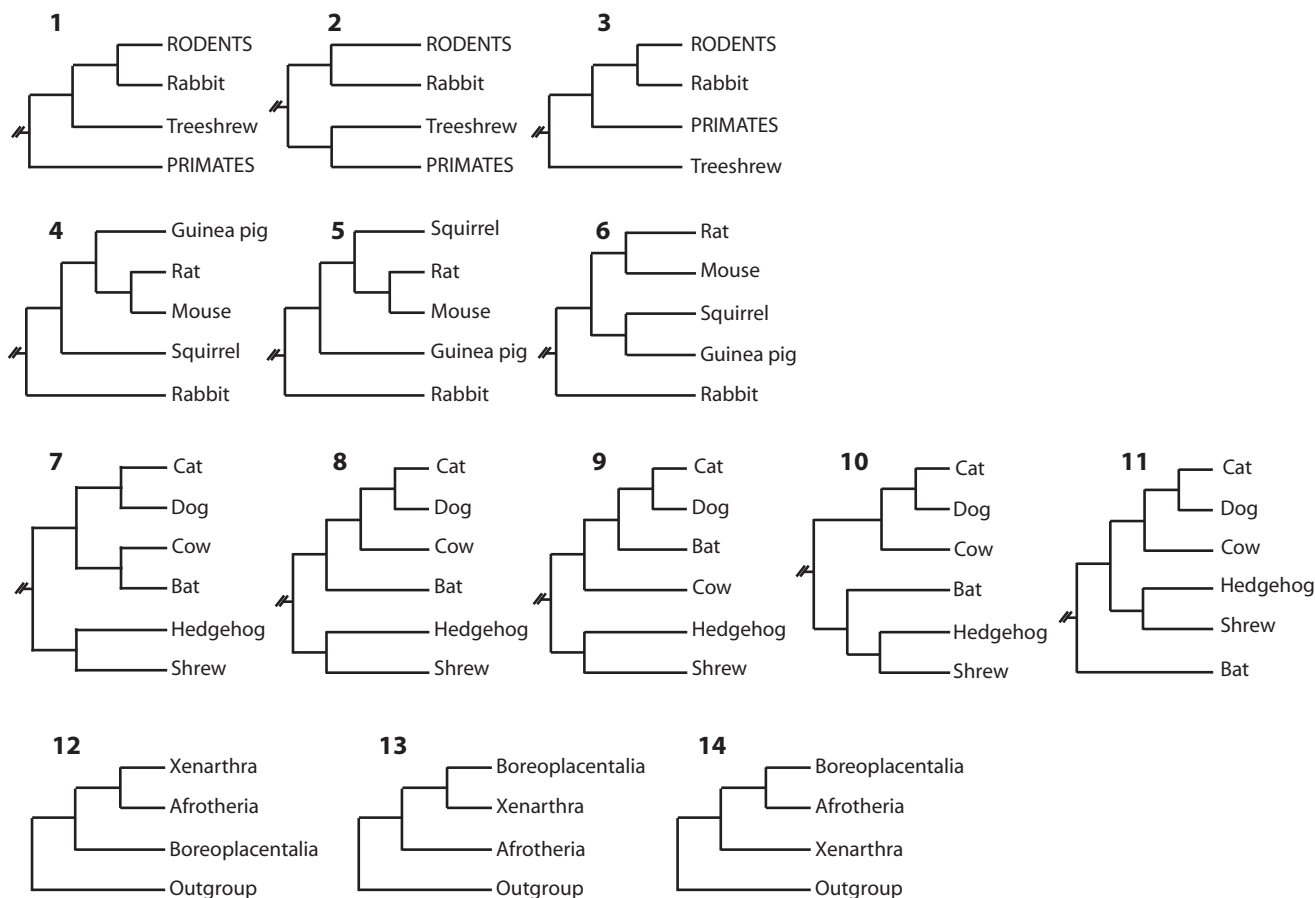 1
RODENTS
Rabbit
Treeshrew
PRIMATES
2
RODENTS
Rabbit
Treeshrew
PRIMATES
3
RODENTS
Rabbit
PRIMATES
Treeshrew
4
Guinea pig
Rat
Mouse
Squirrel
Rabbit
5
Squirrel
Rat
Mouse
Guinea pig
Rabbit
6
Rat
Mouse
Squirrel
Guinea pig
Rabbit
7
Cat
Dog
Cow
Bat
Hedgehog
Shrew
8
Cat
Dog
Cow
Bat
Hedgehog
Shrew
9
Cat
Dog
Bat
Cow
Hedgehog
Shrew
10
Cat
Dog
Cow
Bat
Hedgehog
Shrew
11
Cat
Dog
Cow
Hedgehog
Shrew
Bat
12
Xenarthra
Afrotheria
Boreoplacentalia
Outgroup
13
Boreoplacentalia
Xenarthra
Afrotheria
Outgroup
14
Boreoplacentalia
Afrotheria
Xenarthra
Outgroup